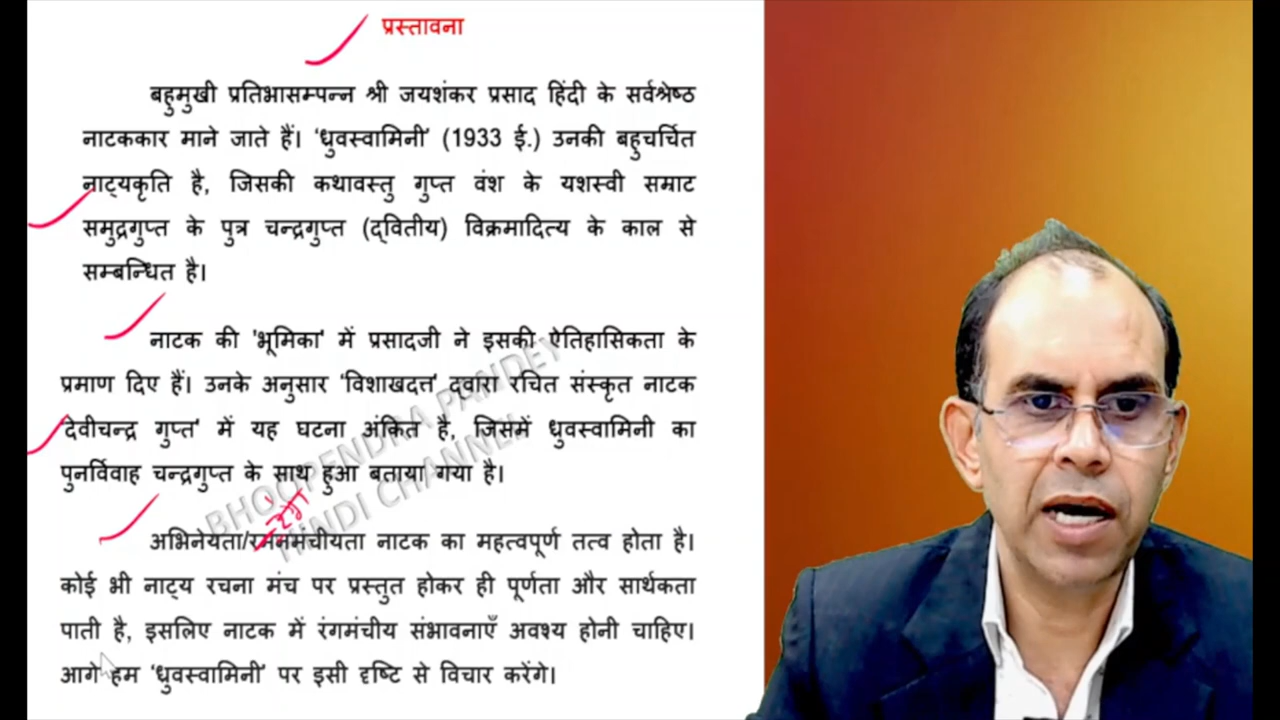 प्रस्तावना
बहुमुखी प्रतिभासम्पन्न श्री जयशंकर प्रसाद हिंदी के सर्वश्रेष्ठ
नाटककार माने जाते हैं। 'ध्रुवस्वामिनी' (1933 ई.) उनकी बहुचर्चित
नाट्यकृति है, जिसकी कथावस्तु गुप्त वंश के यशस्वी सम्राट
समुद्रगुप्त के पुत्र चन्द्रगुप्त (द्वितीय) विक्रमादित्य के काल से
सम्बन्धित है।
नाटक की 'भूमिका' में प्रसादजी ने इसकी ऐतिहासिकता के
प्रमाण दिए हैं। उनके अनुसार 'विशाखदत्त' द्वारा रचित संस्कृत नाटक
'देवीचन्द्र गुप्त' में यह घटना अंकित है, जिसमें ध्रुवस्वामिनी का
पुनर्विवाह चन्द्रगुप्त के साथ हुआ बताया गया है।
BHOOPENDRA PANDEY
HINDI CHANNEL
रंग
अभिनेयता/ नाटक का महत्वपूर्ण तत्व होता है।
कोई भी नाट्य रचना मंच पर प्रस्तुत होकर ही पूर्णता और सार्थकता
पाती है, इसलिए नाटक में रंगमंचीय संभावनाएँ अवश्य होनी चाहिए।
आगे हम 'ध्रुवस्वामिनी' पर इसी दृष्टि से विचार करेंगे।